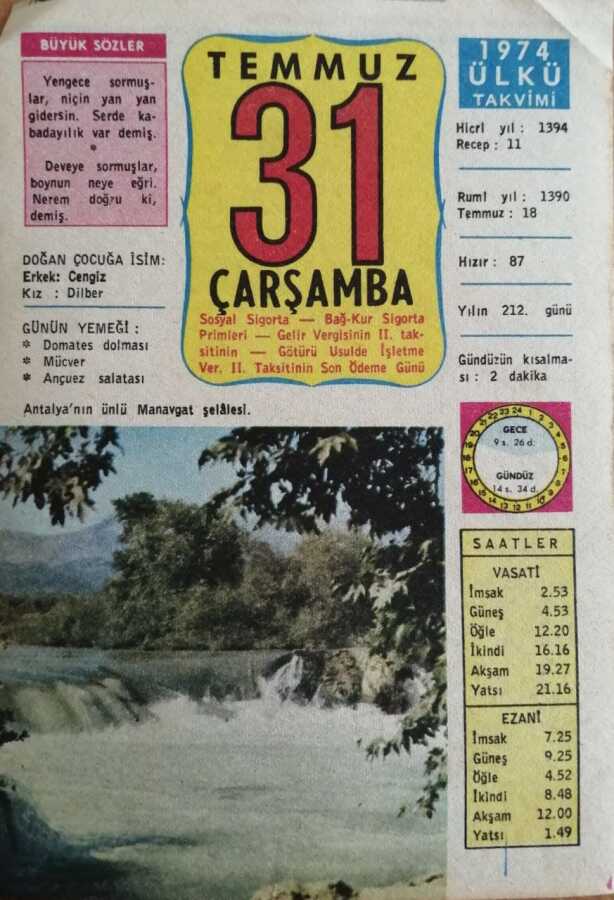 BÜYÜK SÖZLER
Yengece sormuş-
lar, niçin yan yan
gidersin. Serde ka-
badayılık var demiş.
*
Deveye sormuşlar,
boynun neye eğri.
Nerem doğru ki,
demiş.
DOĞAN ÇOCUĞA İSİM:
Erkek: Cengiz
Kız : Dilber
GÜNÜN YEMEĞİ :
* Domates dolması
* Mücver
* Ançuez salatası
TEMMUZ
31
ÇARŞAMBA
Sosyal Sigorta — Bağ-Kur Sigorta
Primleri — Gelir Vergisinin II. tak-
sitinin — Götürü Usulde İşletme
Ver. II. Taksitinin Son Ödeme Günü
1974
ÜLKÜ
TAKVİMİ
Hicrî yıl : 1394
Recep : 11
Rumî yıl : 1390
Temmuz : 18
Hızır : 87
Yılın 212. günü
Gündüzün kısalma-
sı : 2 dakika
Antalya'nın ünlü Manavgat şelâlesi.
GECE
9 s. 26 d.
GÜNDÜZ
14 s. 34 d.
SAATLER
VASATİ
İmsak 2.53
Güneş 4.53
Öğle 12.20
İkindi 16.16
Akşam 19.27
Yatsı 21.16
EZANİ
İmsak 7.25
Güneş 9.25
Öğle 4.52
İkindi 8.48
Akşam 12.00
Yatsı 1.49